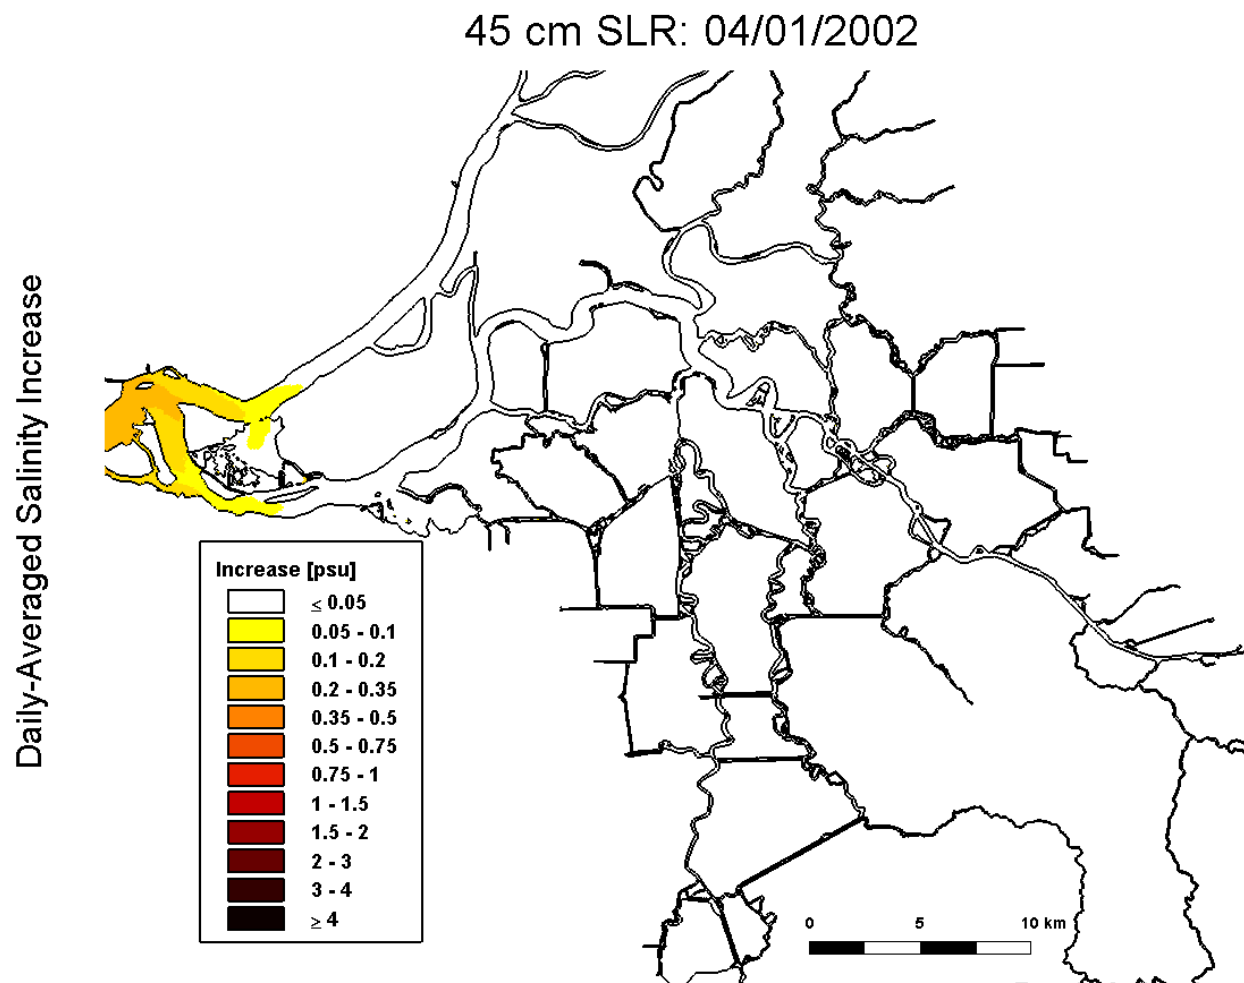 45 cm SLR: 04/01/2002
Daily-Averaged Salinity Increase
Increase [psu]
≤ 0.05
0.05 - 0.1
0.1 - 0.2
0.2 - 0.35
0.35 - 0.5
0.5 - 0.75
0.75 - 1
1 - 1.5
1.5 - 2
2 - 3
3 - 4
≥ 4
0 5 10 km